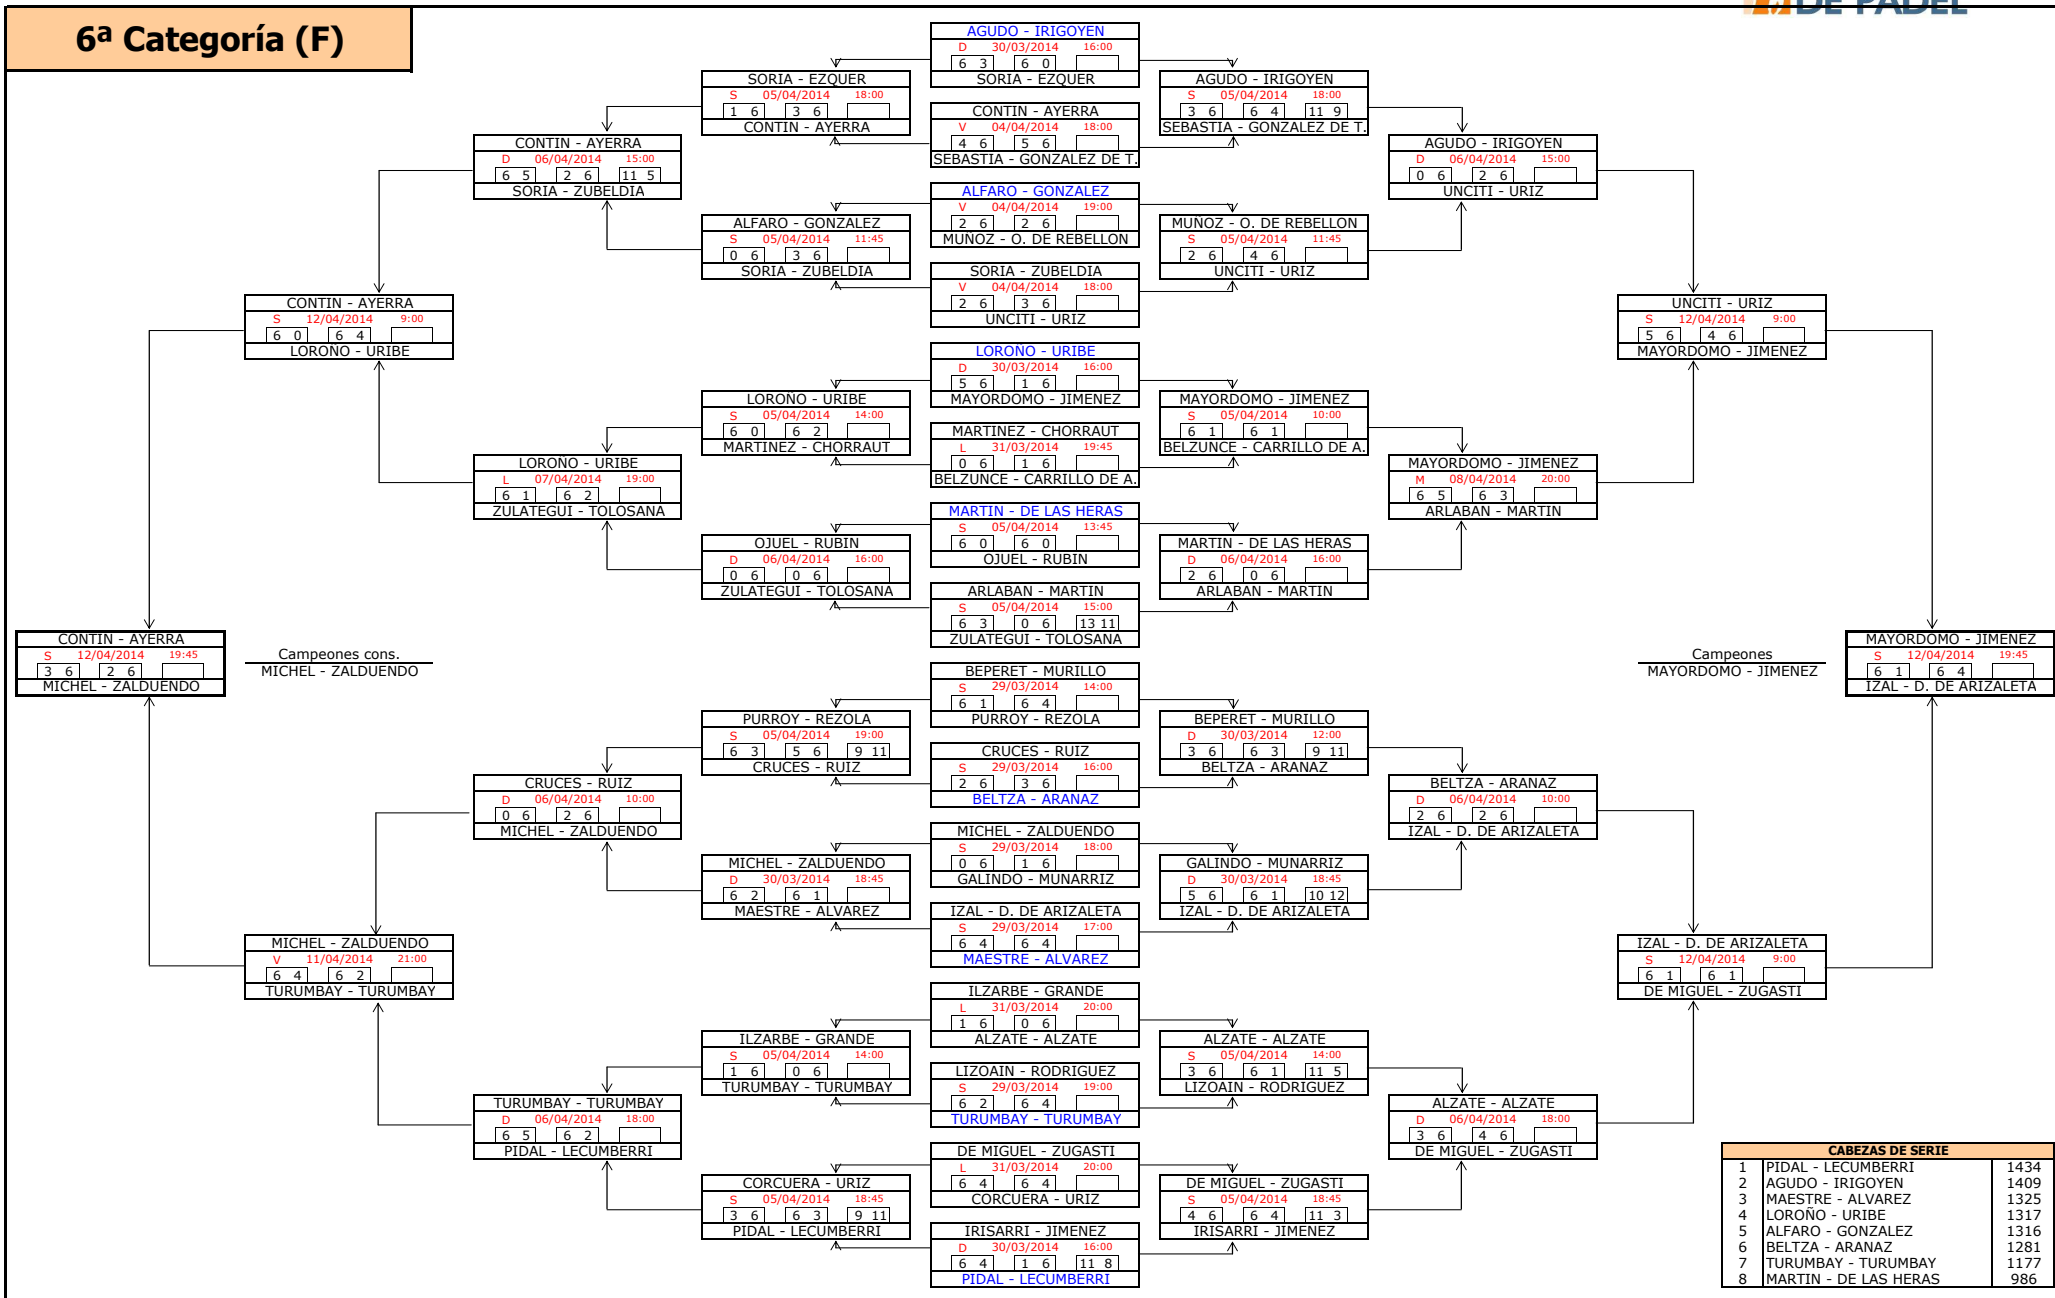 DE PADEL
6ª Categoría (F)
AGUDO - IRIGOYEN
D 30/03/2014 16:00
6 3 6 0
SORIA - EZQUER
CONTIN - AYERRA
V 04/04/2014 18:00
4 6 5 6
SEBASTIA - GONZALEZ DE T.
ALFARO - GONZALEZ
V 04/04/2014 19:00
2 6 2 6
MUÑOZ - O. DE REBELLON
SORIA - ZUBELDIA
V 04/04/2014 18:00
2 6 3 6
UNCITI - URIZ
LOROÑO - URIBE
D 30/03/2014 16:00
5 6 1 6
MAYORDOMO - JIMENEZ
MARTINEZ - CHORRAUT
L 31/03/2014 19:45
0 6 1 6
BELZUNCE - CARRILLO DE A.
MARTIN - DE LAS HERAS
S 05/04/2014 13:45
6 0 6 0
OJUEL - RUBIN
ARLABAN - MARTIN
S 05/04/2014 15:00
6 3 0 6 13 11
ZULATEGUI - TOLOSANA
BEPERET - MURILLO
S 29/03/2014 14:00
6 1 6 4
PURROY - REZOLA
CRUCES - RUIZ
S 29/03/2014 16:00
2 6 3 6
BELTZA - ARANAZ
MICHEL - ZALDUENDO
S 29/03/2014 18:00
0 6 1 6
GALINDO - MUNARRIZ
IZAL - D. DE ARIZALETA
S 29/03/2014 17:00
6 4 6 4
MAESTRE - ALVAREZ
ILZARBE - GRANDE
L 31/03/2014 20:00
1 6 0 6
ALZATE - ALZATE
LIZOAIN - RODRIGUEZ
S 29/03/2014 19:00
6 2 6 4
TURUMBAY - TURUMBAY
DE MIGUEL - ZUGASTI
L 31/03/2014 20:00
6 4 6 4
CORCUERA - URIZ
IRISARRI - JIMENEZ
D 30/03/2014 16:00
6 4 1 6 11 8
PIDAL - LECUMBERRI
SORIA - EZQUER
S 05/04/2014 18:00
1 6 3 6
CONTIN - AYERRA
ALFARO - GONZALEZ
S 05/04/2014 11:45
0 6 3 6
SORIA - ZUBELDIA
LOROÑO - URIBE
S 05/04/2014 14:00
6 0 6 2
MARTINEZ - CHORRAUT
OJUEL - RUBIN
D 06/04/2014 16:00
0 6 0 6
ZULATEGUI - TOLOSANA
PURROY - REZOLA
S 05/04/2014 19:00
6 3 5 6 9 11
CRUCES - RUIZ
MICHEL - ZALDUENDO
D 30/03/2014 18:45
6 2 6 1
MAESTRE - ALVAREZ
ILZARBE - GRANDE
S 05/04/2014 14:00
1 6 0 6
TURUMBAY - TURUMBAY
CORCUERA - URIZ
S 05/04/2014 18:45
3 6 6 3 9 11
PIDAL - LECUMBERRI
CONTIN - AYERRA
D 06/04/2014 15:00
6 5 2 6 11 5
SORIA - ZUBELDIA
LOROÑO - URIBE
L 07/04/2014 19:00
6 1 6 2
ZULATEGUI - TOLOSANA
CRUCES - RUIZ
D 06/04/2014 10:00
0 6 2 6
MICHEL - ZALDUENDO
TURUMBAY - TURUMBAY
D 06/04/2014 18:00
6 5 6 2
PIDAL - LECUMBERRI
CONTIN - AYERRA
S 12/04/2014 9:00
6 0 6 4
LOROÑO - URIBE
MICHEL - ZALDUENDO
V 11/04/2014 21:00
6 4 6 2
TURUMBAY - TURUMBAY
CONTIN - AYERRA
S 12/04/2014 19:45
3 6 2 6
MICHEL - ZALDUENDO
Campeones cons.
MICHEL - ZALDUENDO
AGUDO - IRIGOYEN
S 05/04/2014 18:00
3 6 6 4 11 9
SEBASTIA - GONZALEZ DE T.
MUÑOZ - O. DE REBELLON
S 05/04/2014 11:45
2 6 4 6
UNCITI - URIZ
MAYORDOMO - JIMENEZ
S 05/04/2014 10:00
6 1 6 1
BELZUNCE - CARRILLO DE A.
MARTIN - DE LAS HERAS
D 06/04/2014 16:00
2 6 0 6
ARLABAN - MARTIN
BEPERET - MURILLO
D 30/03/2014 12:00
3 6 6 3 9 11
BELTZA - ARANAZ
GALINDO - MUNARRIZ
D 30/03/2014 18:45
5 6 6 1 10 12
IZAL - D. DE ARIZALETA
ALZATE - ALZATE
S 05/04/2014 14:00
3 6 6 1 11 5
LIZOAIN - RODRIGUEZ
DE MIGUEL - ZUGASTI
S 05/04/2014 18:45
4 6 6 4 11 3
IRISARRI - JIMENEZ
AGUDO - IRIGOYEN
D 06/04/2014 15:00
0 6 2 6
UNCITI - URIZ
MAYORDOMO - JIMENEZ
M 08/04/2014 20:00
6 5 6 3
ARLABAN - MARTIN
BELTZA - ARANAZ
D 06/04/2014 10:00
2 6 2 6
IZAL - D. DE ARIZALETA
ALZATE - ALZATE
D 06/04/2014 18:00
3 6 4 6
DE MIGUEL - ZUGASTI
UNCITI - URIZ
S 12/04/2014 9:00
5 6 4 6
MAYORDOMO - JIMENEZ
IZAL - D. DE ARIZALETA
S 12/04/2014 9:00
6 1 6 1
DE MIGUEL - ZUGASTI
Campeones
MAYORDOMO - JIMENEZ
MAYORDOMO - JIMENEZ
S 12/04/2014 19:45
6 1 6 4
IZAL - D. DE ARIZALETA
CABEZAS DE SERIE
1 PIDAL - LECUMBERRI 1434
2 AGUDO - IRIGOYEN 1409
3 MAESTRE - ALVAREZ 1325
4 LOROÑO - URIBE 1317
5 ALFARO - GONZALEZ 1316
6 BELTZA - ARANAZ 1281
7 TURUMBAY - TURUMBAY 1177
8 MARTIN - DE LAS HERAS 986